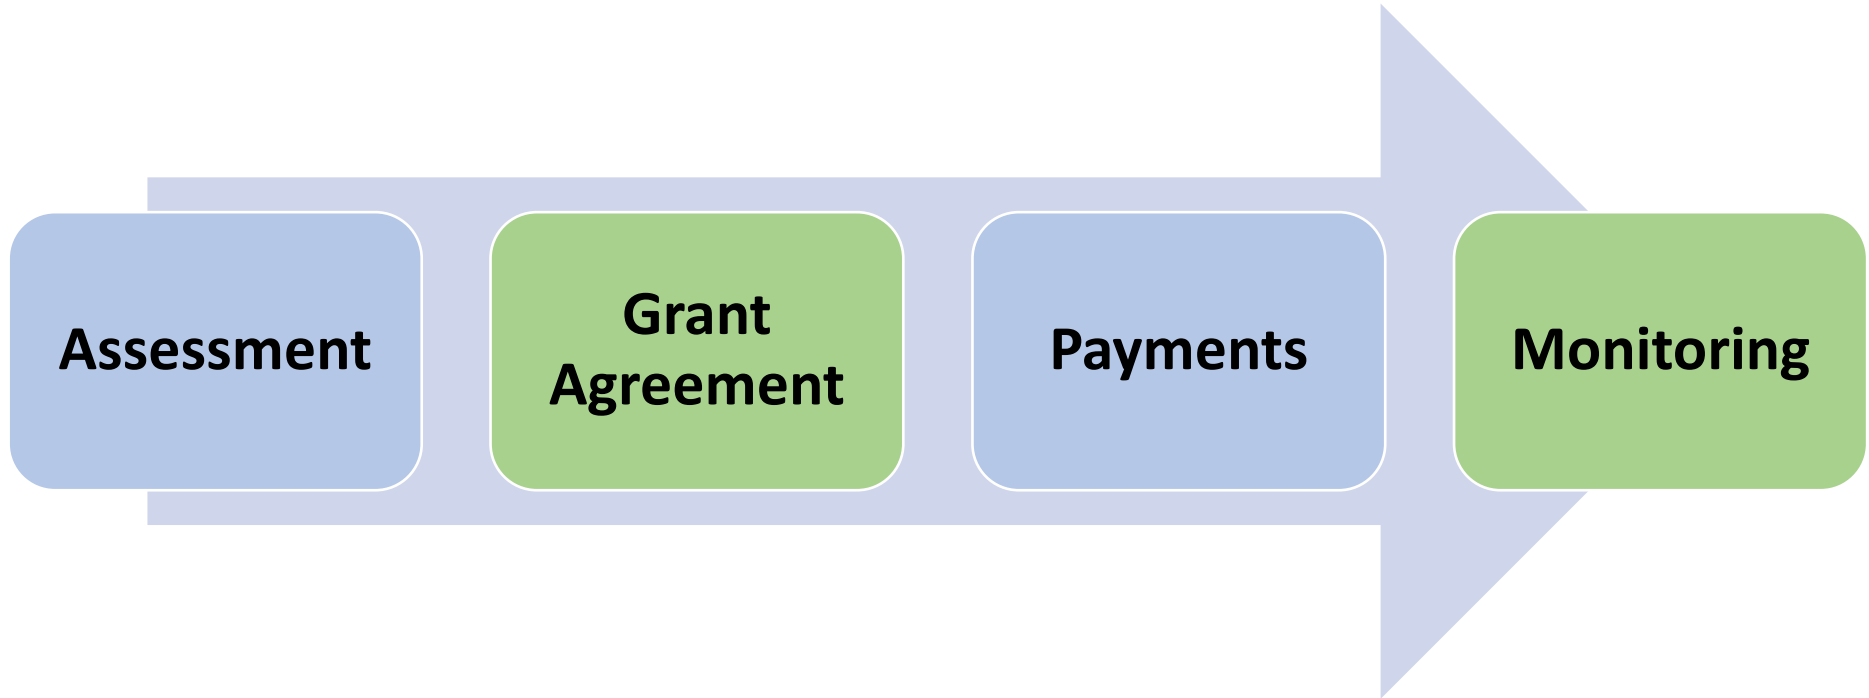 Assessment
Grant
Agreement
Payments
Monitoring